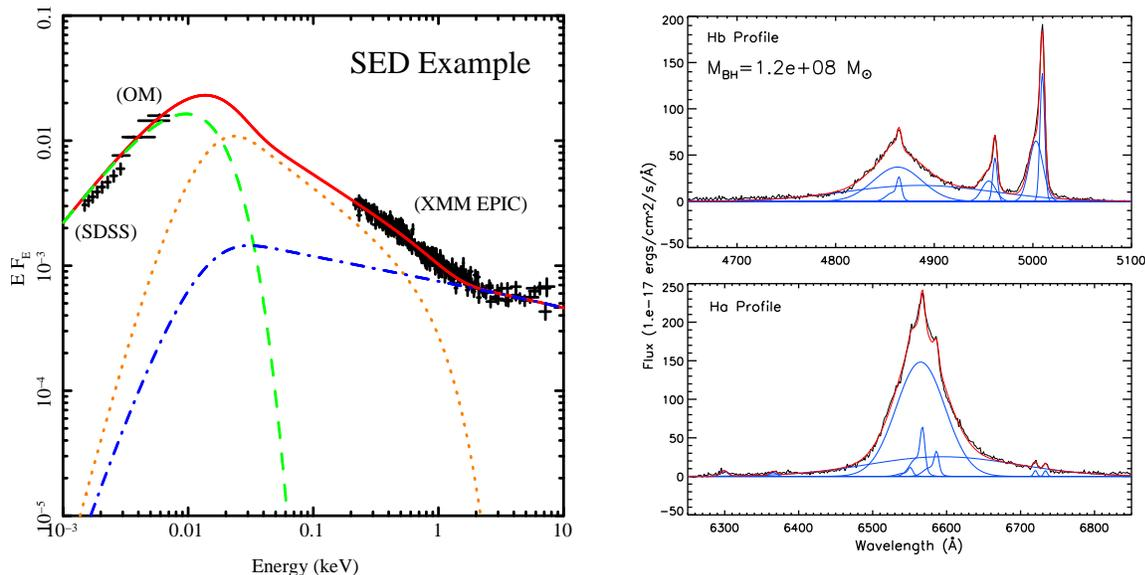 SED Example
(OM)
(SDSS)
(XMM EPIC)
E F_E
0.1
0.01
10^−3
10^−4
10^−5
10^−3 0.01 0.1 1 10
Energy (keV)
Hb Profile
M_BH=1.2e+08 M_⊙
200
150
100
50
0
−50
4700 4800 4900 5000 5100
Flux (1.e−17 ergs/cm^2/s/Å)
Ha Profile
250
200
150
100
50
0
−50
6300 6400 6500 6600 6700 6800
Wavelength (Å)